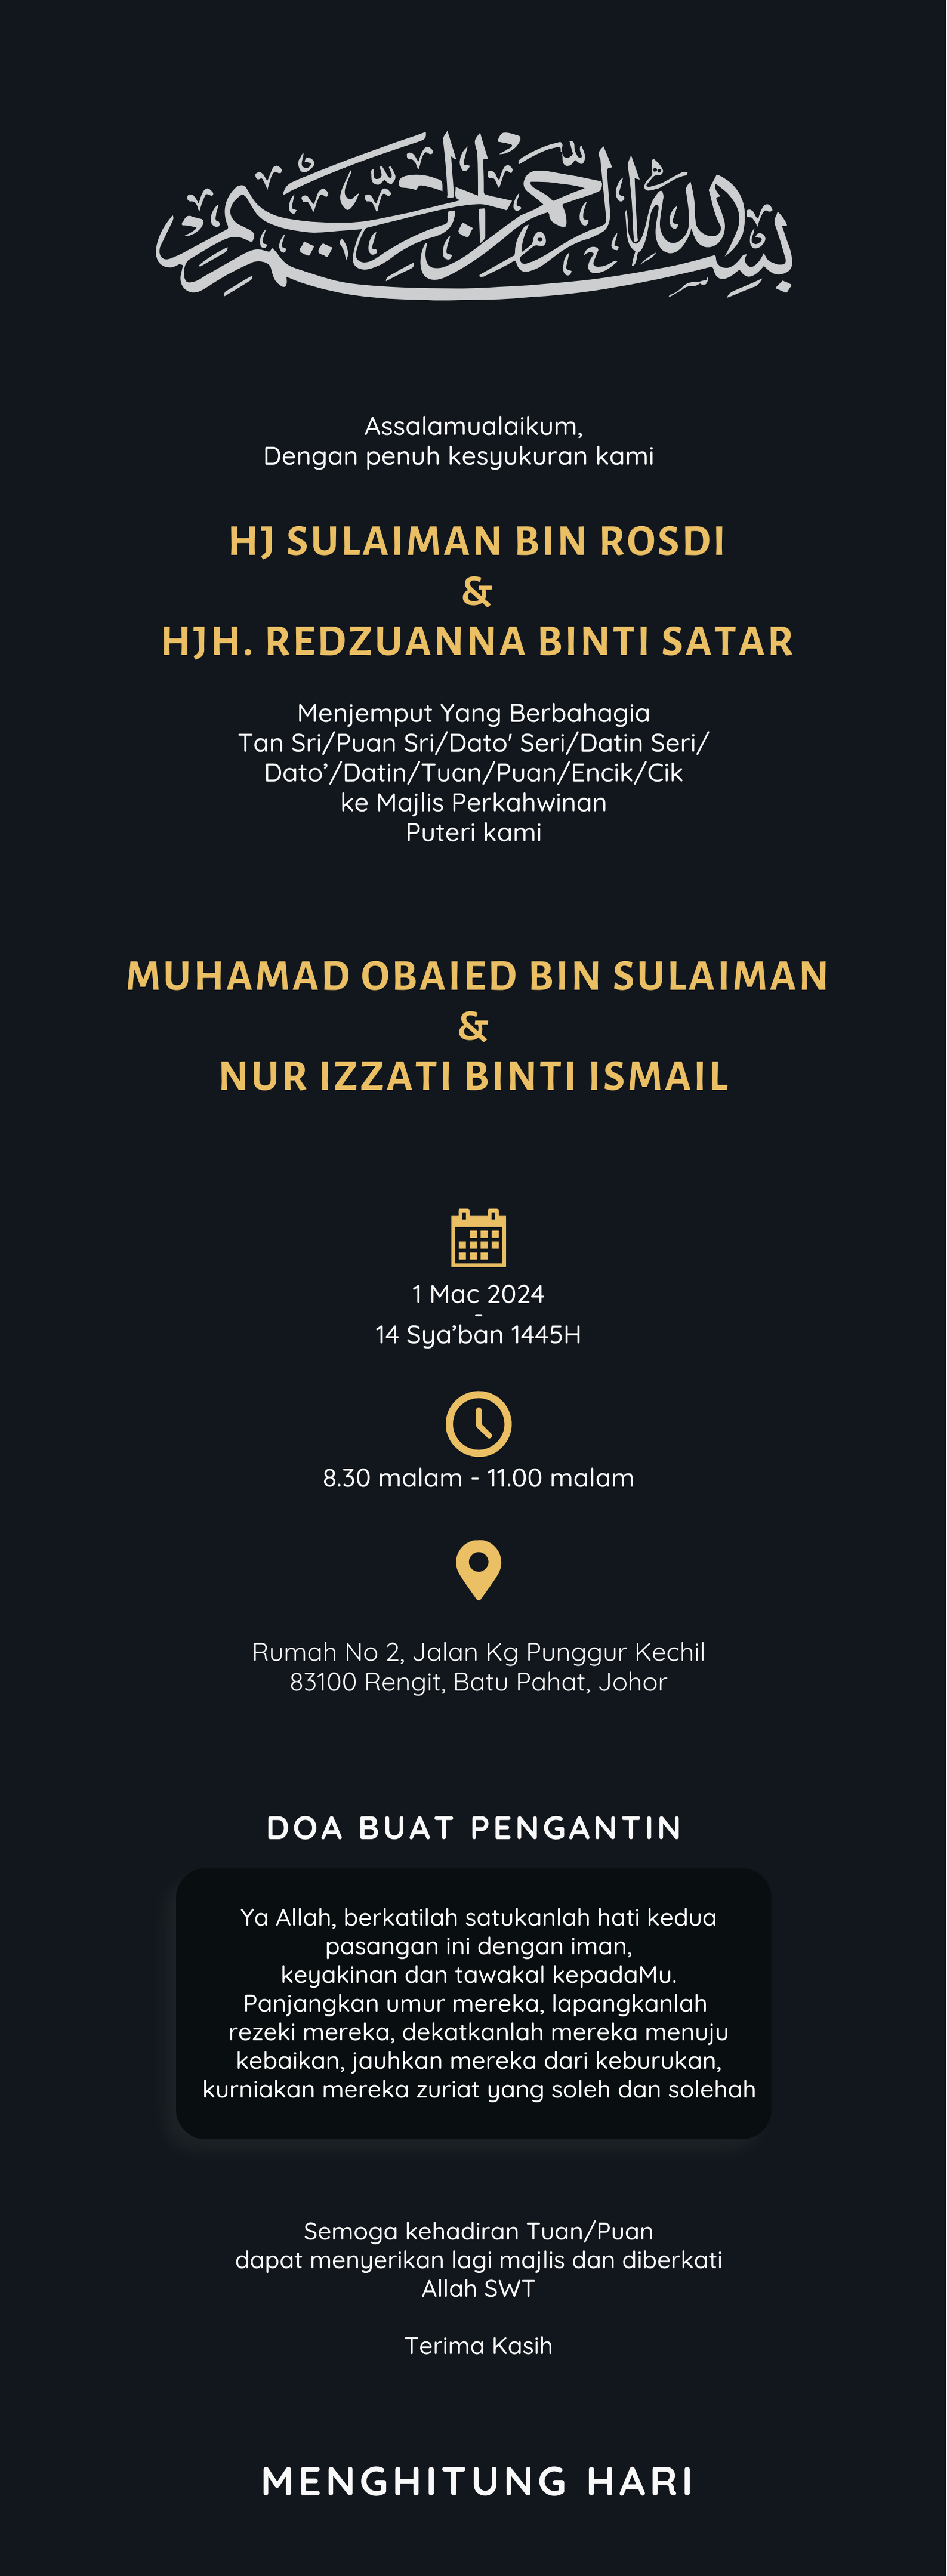 بسم الله الرحمن الرحيم
Assalamualaikum,
Dengan penuh kesyukuran kami
HJ SULAIMAN BIN ROSDI
&
HJH. REDZUANNA BINTI SATAR
Menjemput Yang Berbahagia
Tan Sri/Puan Sri/Dato' Seri/Datin Seri/
Dato’/Datin/Tuan/Puan/Encik/Cik
ke Majlis Perkahwinan
Puteri kami
MUHAMAD OBAIED BIN SULAIMAN
&
NUR IZZATI BINTI ISMAIL
1 Mac 2024
-
14 Sya’ban 1445H
8.30 malam - 11.00 malam
Rumah No 2, Jalan Kg Punggur Kechil
83100 Rengit, Batu Pahat, Johor
DOA BUAT PENGANTIN
Ya Allah, berkatilah satukanlah hati kedua
pasangan ini dengan iman,
keyakinan dan tawakal kepadaMu.
Panjangkan umur mereka, lapangkanlah
rezeki mereka, dekatkanlah mereka menuju
kebaikan, jauhkan mereka dari keburukan,
kurniakan mereka zuriat yang soleh dan solehah
Semoga kehadiran Tuan/Puan
dapat menyerikan lagi majlis dan diberkati
Allah SWT
Terima Kasih
MENGHITUNG HARI